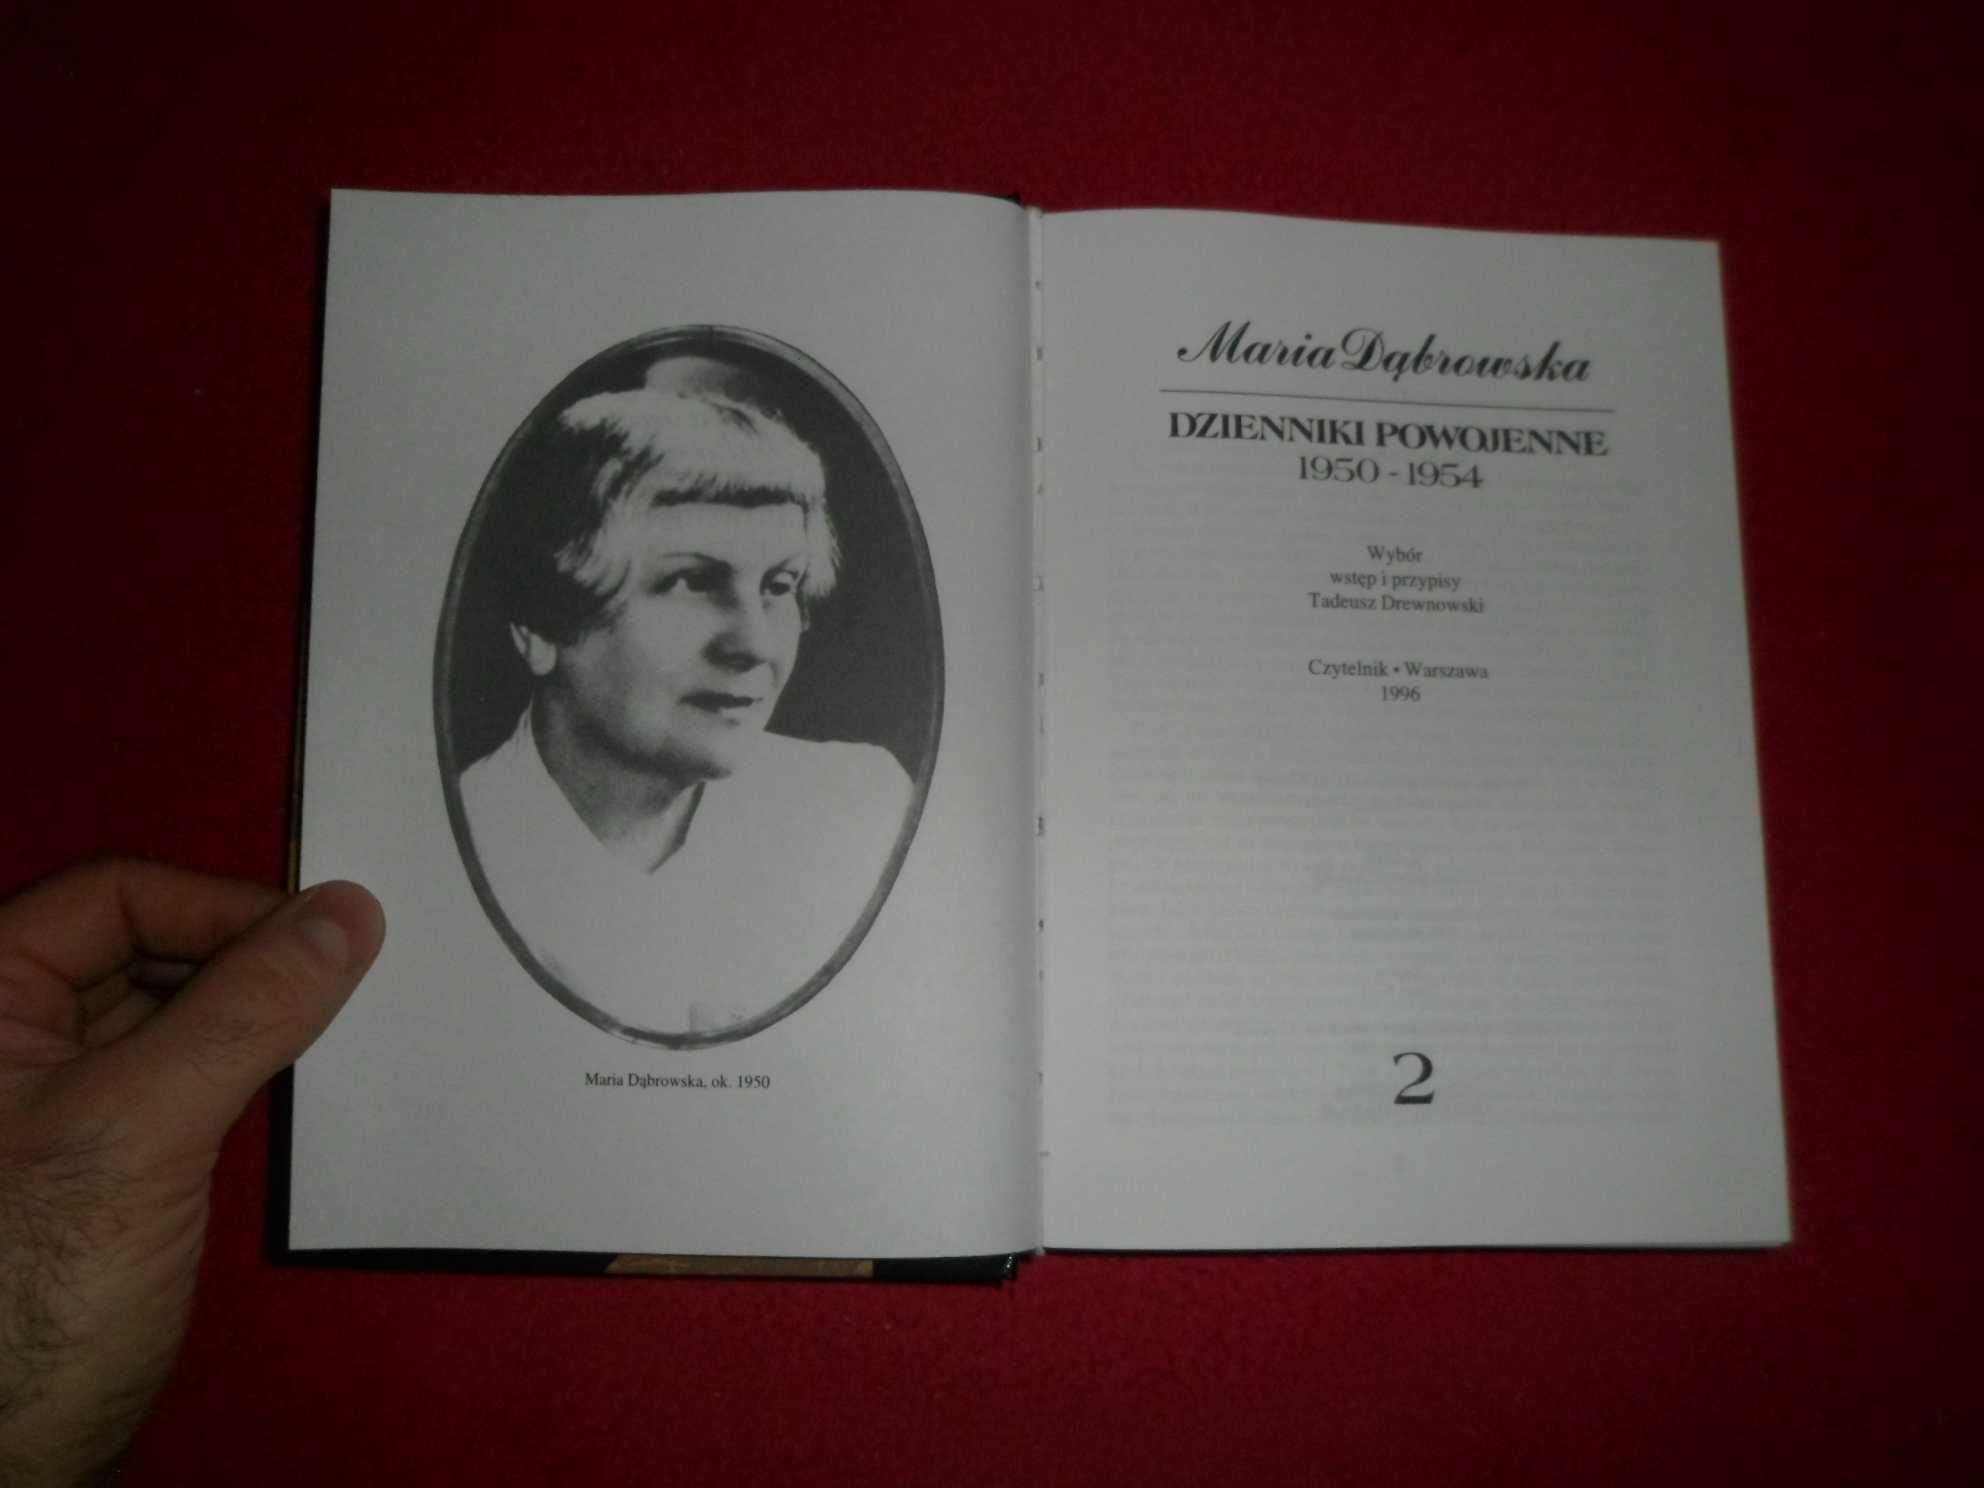 Maria Dąbrowska, ok. 1950
Maria Dąbrowska
DZIENNIKI POWOJENNE
1950 - 1954
Wybór
wstęp i przypisy
Tadeusz Drewnowski
Czytelnik • Warszawa
1996
2